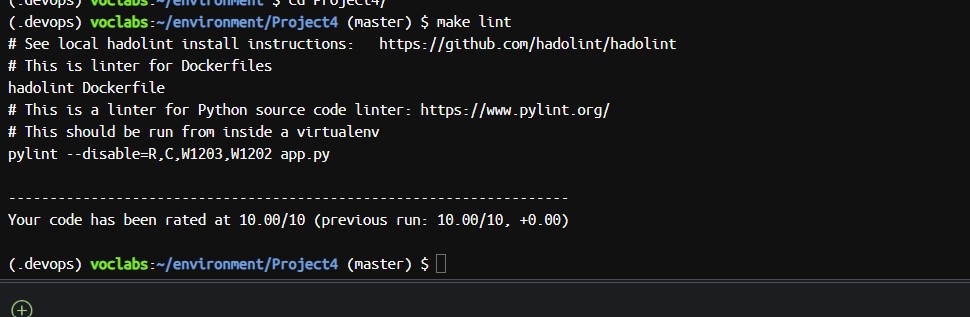 (.devops) voclabs:~/environment $ cd Project4/
(.devops) voclabs:~/environment/Project4 (master) $ make lint
# See local hadolint install instructions:   https://github.com/hadolint/hadolint
# This is linter for Dockerfiles
hadolint Dockerfile
# This is a linter for Python source code linter: https://www.pylint.org/
# This should be run from inside a virtualenv
pylint --disable=R,C,W1203,W1202 app.py
--------------------------------------------------------------------
Your code has been rated at 10.00/10 (previous run: 10.00/10, +0.00)
(.devops) voclabs:~/environment/Project4 (master) $